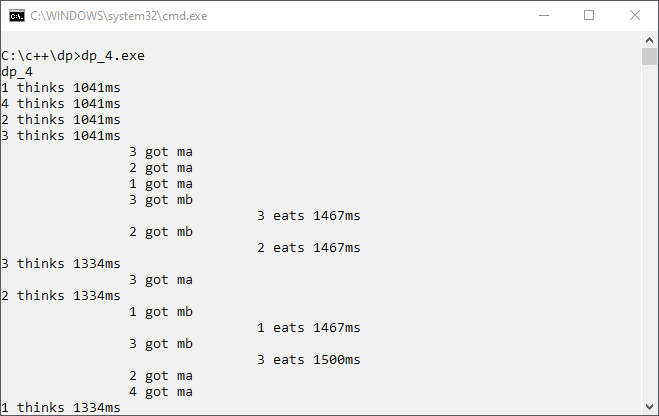 C:\WINDOWS\system32\cmd.exe
C:\c++\dp>dp_4.exe
dp_4
1 thinks 1041ms
4 thinks 1041ms
2 thinks 1041ms
3 thinks 1041ms
3 got ma
2 got ma
1 got ma
3 got mb
3 eats 1467ms
2 got mb
2 eats 1467ms
3 thinks 1334ms
3 got ma
2 thinks 1334ms
1 got mb
1 eats 1467ms
3 got mb
3 eats 1500ms
2 got ma
4 got ma
1 thinks 1334ms